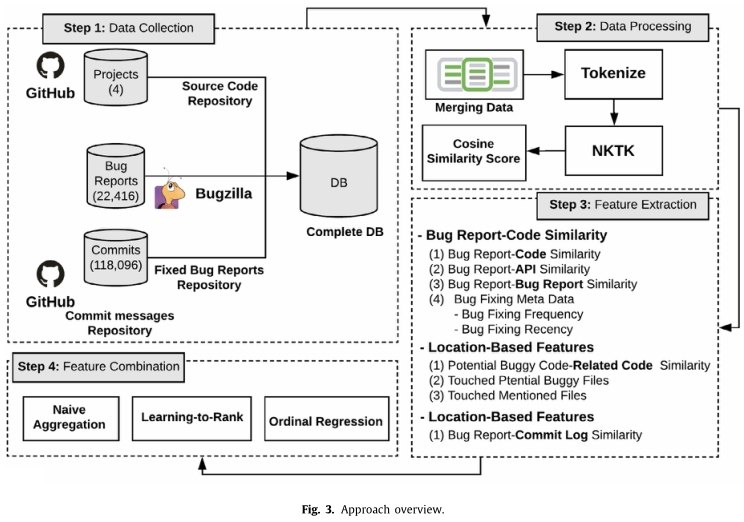 Step 1: Data Collection
GitHub
Projects
(4)
Source Code
Repository
Bug
Reports
(22,416)
Bugzilla
DB
Complete DB
Commits
(118,096)
Fixed Bug Reports
Repository
GitHub
Commit messages
Repository
Step 2: Data Processing
Merging Data
Tokenize
NKTK
Cosine
Similarity Score
Step 3: Feature Extraction
- Bug Report-Code Similarity
(1) Bug Report-Code Similarity
(2) Bug Report-API Similarity
(3) Bug Report-Bug Report Similarity
(4) Bug Fixing Meta Data
- Bug Fixing Frequency
- Bug Fixing Recency
- Location-Based Features
(1) Potential Buggy Code-Related Code Similarity
(2) Touched Ptential Buggy Files
(3) Touched Mentioned Files
- Location-Based Features
(1) Bug Report-Commit Log Similarity
Step 4: Feature Combination
Naive
Aggregation
Learning-to-Rank
Ordinal Regression
Fig. 3. Approach overview.